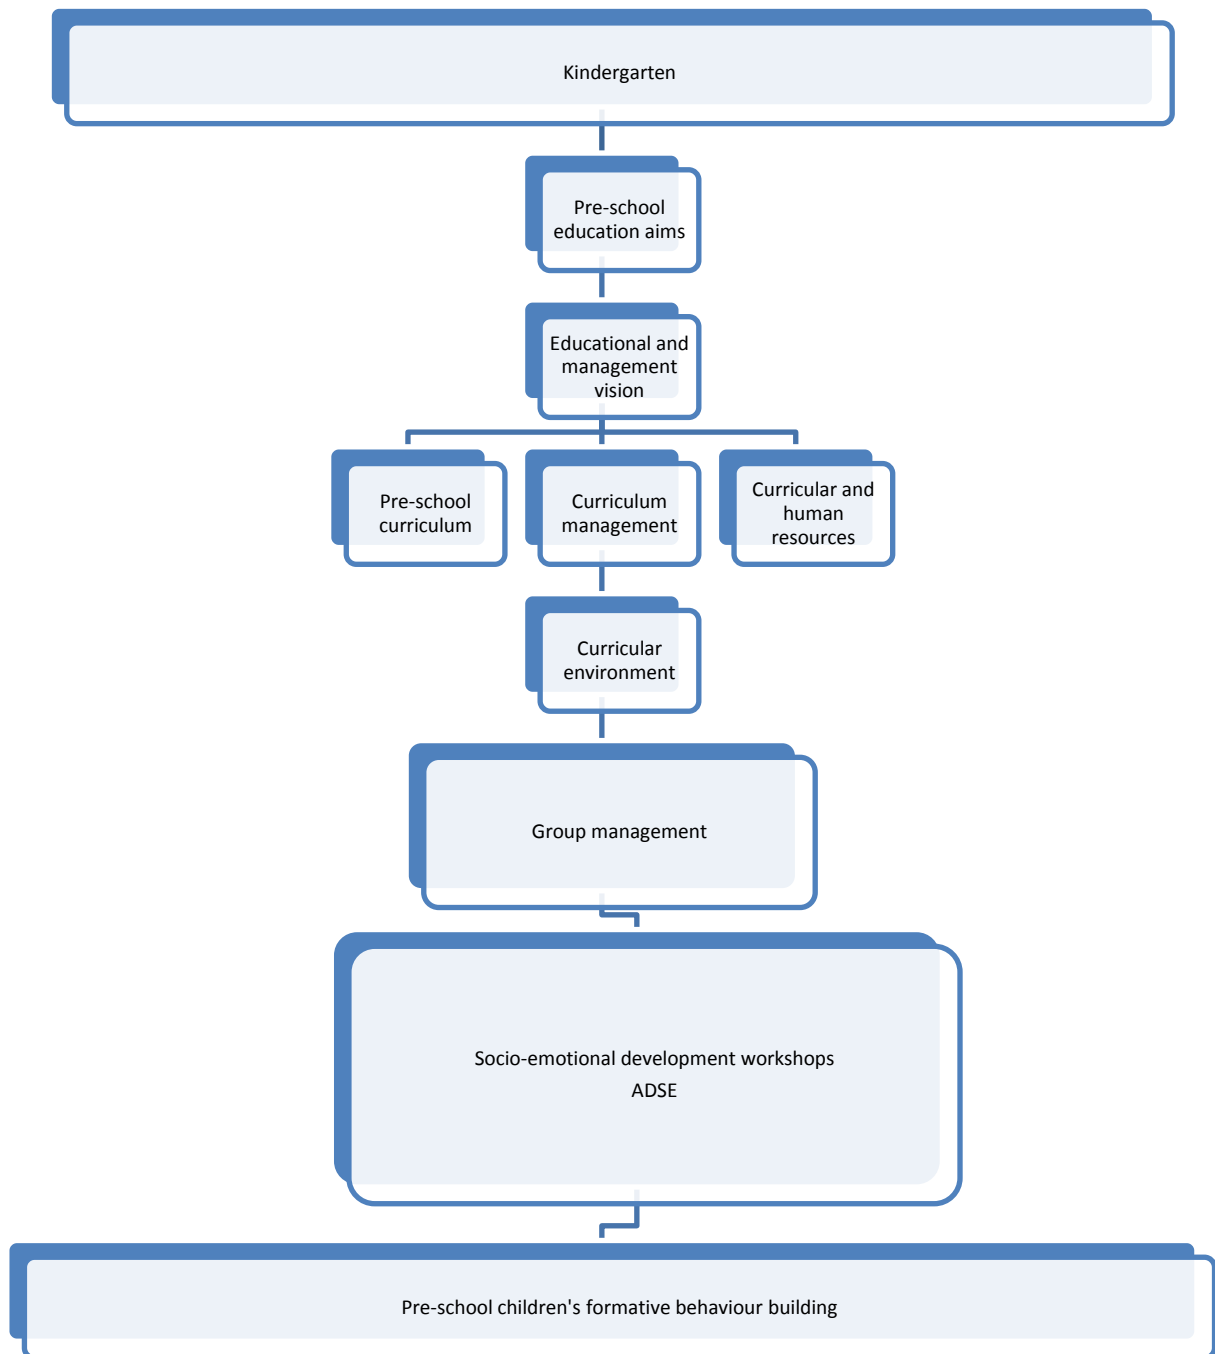 Kindergarten
Pre-school
education aims
Educational and
management
vision
Pre-school
curriculum
Curriculum
management
Curricular and
human
resources
Curricular
environment
Group management
Socio-emotional development workshops
ADSE
Pre-school children's formative behaviour building